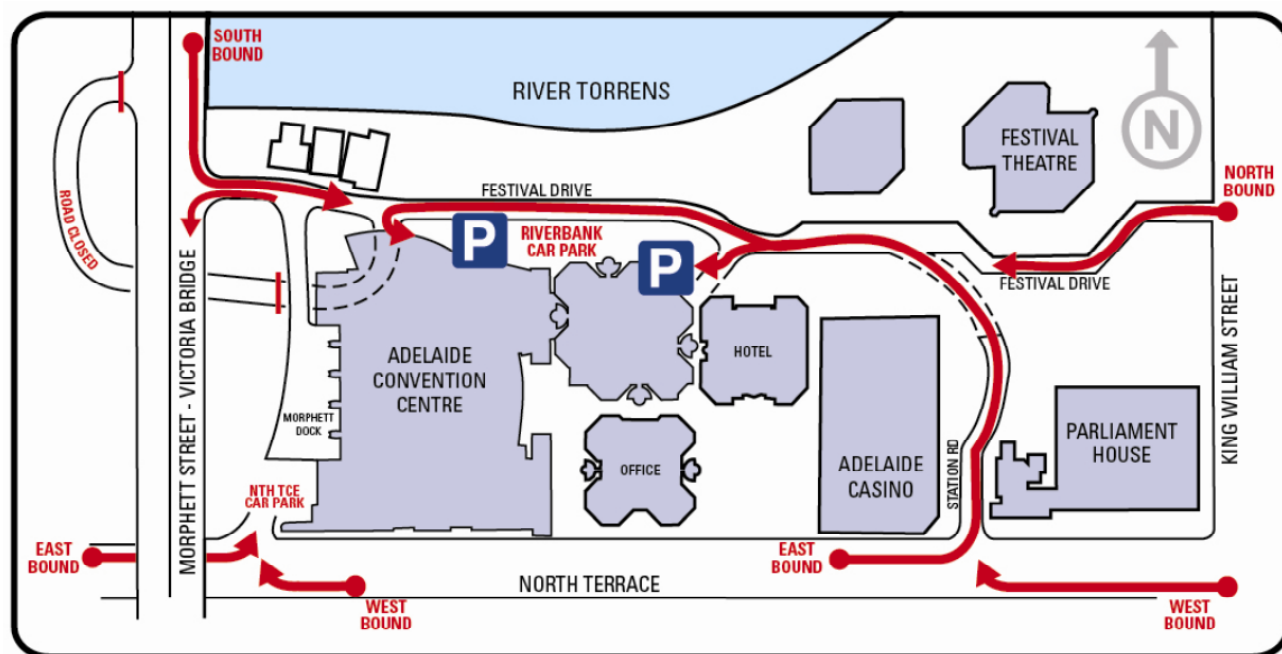 SOUTH
BOUND
RIVER TORRENS
FESTIVAL
THEATRE
N
NORTH
BOUND
ROAD CLOSED
FESTIVAL DRIVE
P
RIVERBANK
CAR PARK
P
FESTIVAL DRIVE
MORPHETT STREET - VICTORIA BRIDGE
KING WILLIAM STREET
ADELAIDE
CONVENTION
CENTRE
HOTEL
MORPHETT
DOCK
OFFICE
ADELAIDE
CASINO
STATION RD
PARLIAMENT
HOUSE
NTH TCE
CAR PARK
EAST
BOUND
EAST
BOUND
NORTH TERRACE
WEST
BOUND
WEST
BOUND